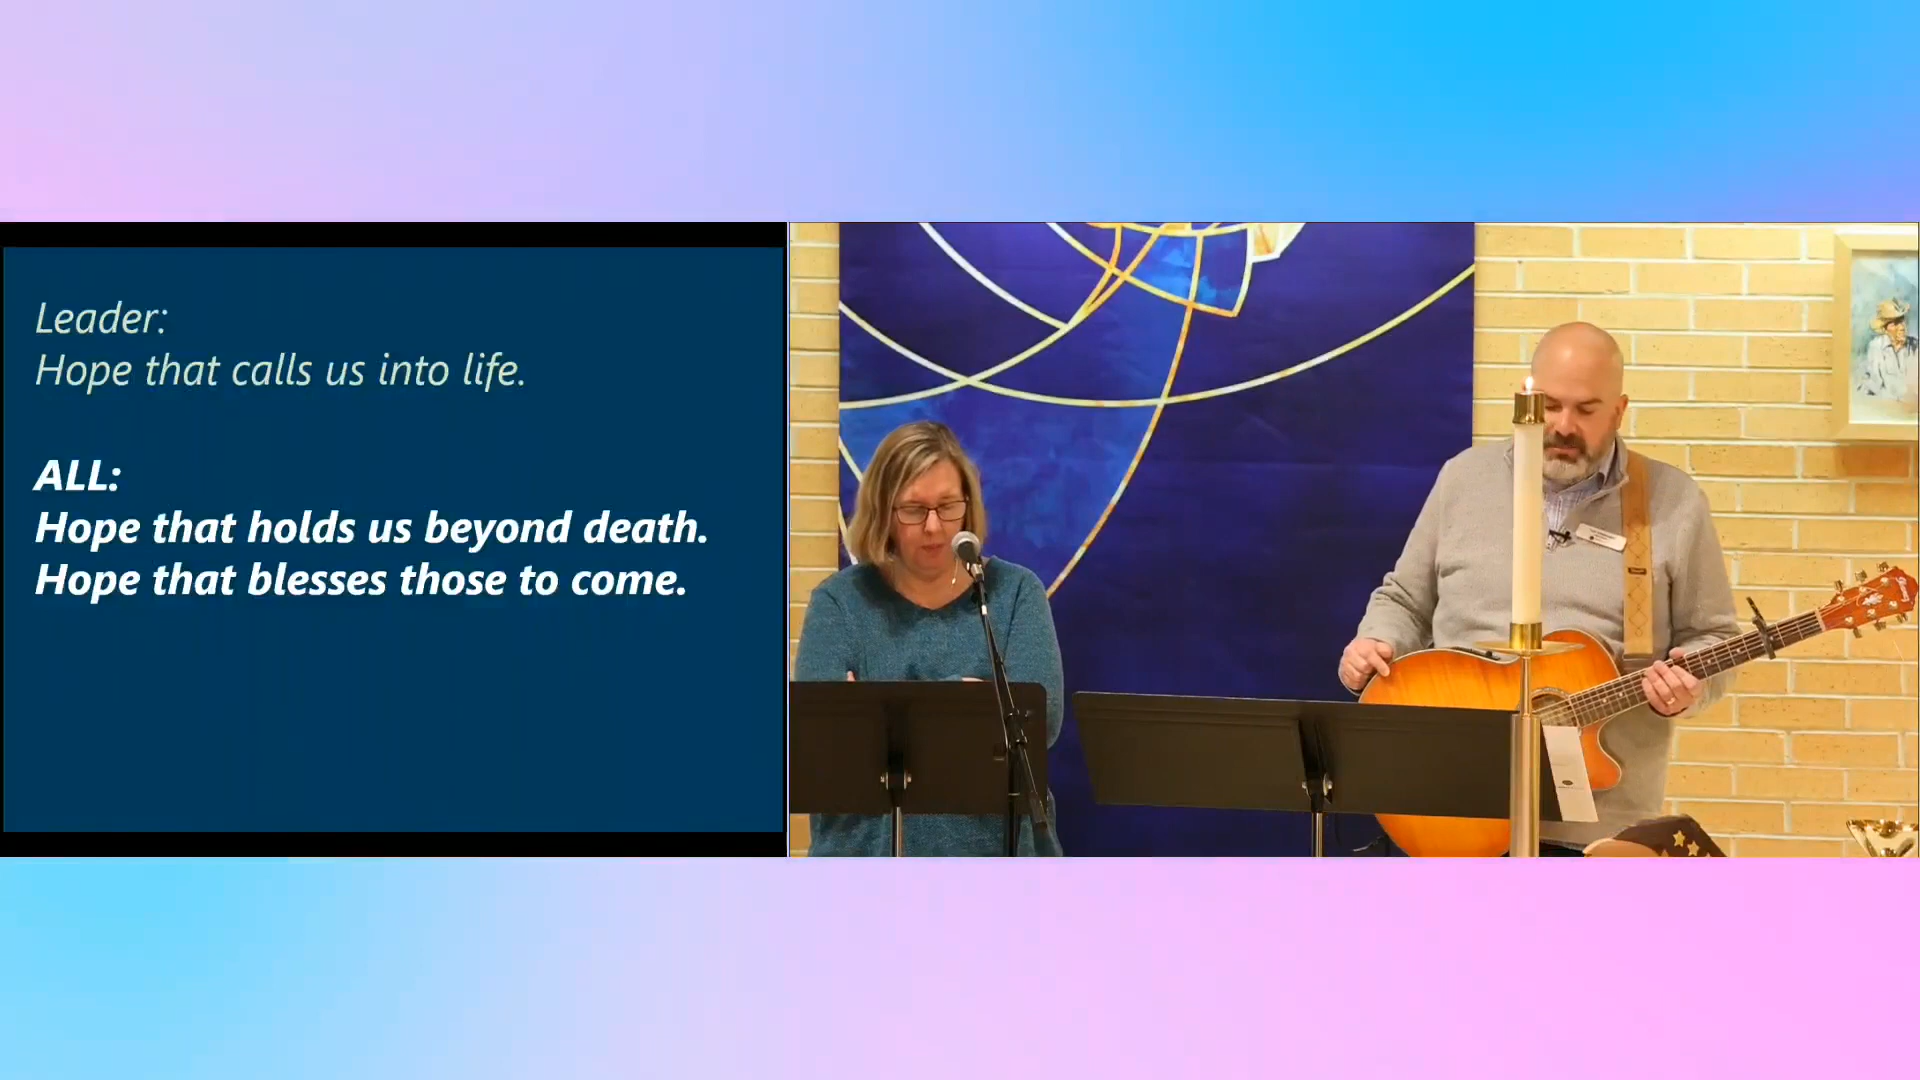 Leader:
Hope that calls us into life.
ALL:
Hope that holds us beyond death.
Hope that blesses those to come.